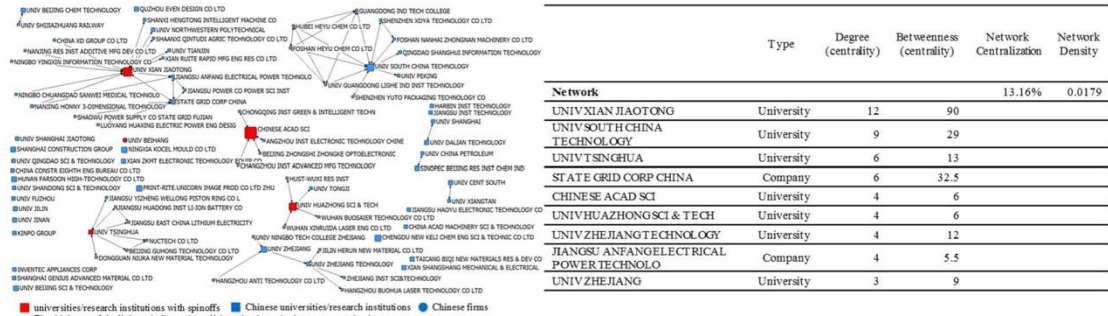 UNIV BEIJING CHEM TECHNOLOGY
QUZHOU EVEN DESIGN CO LTD
UNIV SHIJIAZHUANG RAILWAY
SHANXI HENGTONG INTELLIGENT MACHINE CO
UNIV NORTHWESTERN POLYTECHNICAL
CHINA XD GROUP CO LTD
SHAANXI QINTUDI AGRIC TECHNOLOGY CO LTD
NANJING RES INST ADDITIVE MFG DEV CO LTD
UNIV TIANJIN
NINGBO YINGXIN INFORMATION TECHNOLOGY CO
XIAN RUITE RAPID MFG ENG RES CO LTD
UNIV XIAN JIAOTONG
JIANGSU ANFANG ELECTRICAL POWER TECHNOLO
JIANGSU POWER CO POWER SCI INST
NINGBO CHUANGDAO SANWEI MEDICAL TECHNOLO
STATE GRID CORP CHINA
NANJING HONNY 3-DIMENSIONAL TECHNOLOGY
SHAOWU POWER SUPPLY CO STATE GRID FUJIAN
LUOYANG HUAXING ELECTRIC POWER ENG DESIG
GUANGDONG IND TECH COLLEGE
HUBEI HEYU CHEM CO LTD
SHENZHEN XDYA TECHNOLOGY CO LTD
FOSHAN NANHAI ZHONGNAN MACHINERY CO LTD
FOSHAN HEYU CHEM CO LTD
QINGDAO SHANGHUI INFORMATION TECHNOLOGY
UNIV SOUTH CHINA TECHNOLOGY
UNIV PEKING
UNIV GUANGDONG LIGHE IND INST TECHNOLOGY
SHENZHEN YUTO PACKAGING TECHNOLOGY CO
CHONGQING INST GREEN & INTELLIGENT TECHN
CHINESE ACAD SCI
HANGZHOU INST ELECTRONIC TECHNOLOGY CHINE
BEIJING ZHONGSHI ZHONGKE OPTOELECTRONIC
CHANGZHOU INST ADVANCED MFG TECHNOLOGY
HARBIN INST TECHNOLOGY
JIANGSU INST TECHNOLOGY
UNIV SHANGHAI
UNIV DALIAN TECHNOLOGY
UNIV CHINA PETROLEUM
SINOPEC BEIJING RES INST CHEM IND
UNIV SHANGHAI JIAOTONG
UNIV BEIHANG
SHANGHAI CONSTRUCTION GROUP
NINGXIA KOCEL MOULD CO LTD
UNIV QINGDAO SCI & TECHNOLOGY
XIAN ZKMT ELECTRONIC TECHNOLOGY EQUIP CO
CHINA CONSTR EIGHTH ENG BUREAU CO LTD
HUNAN FARSOON HIGH-TECHNOLOGY CO LTD
UNIV SHANDONG SCI & TECHNOLOGY
PRINT-RITE.UNICORN IMAGE PROD CO LTD ZHU
UNIV FUZHOU
UNIV JILIN
UNIV JINAN
KINPO GROUP
JIANGSU YIZHENG WELLONG PISTON RING CO L
JIANGSU HUADONG INST LI-ION BATTERY CO
JIANGSU EAST CHINA LITHIUM ELECTRICITY
UNIV TSINGHUA
NUCTECH CO LTD
BEIJING GUHONG TECHNOLOGY CO LTD
DONGGUAN NIUKA NEW MATERIAL TECHNOLOGY
INVENTEC APPLIANCES CORP
SHANGHAI GENIUS ADVANCED MATERIAL CO LTD
UNIV BEIJING SCI & TECHNOLOGY
HUST-WUXI RES INST
UNIV TONGJI
UNIV HUAZHONG SCI & TECH
WUHAN BUOSAIER TECHNOLOGY CO LTD
WUHAN XINRUIDA LASER ENG CO LTD
UNIV CENT SOUTH
UNIV XIANGTAN
JIANGSU HAOYU ELECTRONIC TECHNOLOGY CO
CHINA ACAD MACHINERY SCI & TECHNOLOGY
UNIV NINGBO TECH COLLEGE ZHEJIANG
CHENGDU NEW KELI CHEM ENG SCI & TECHNIC CO LTD
UNIV ZHEJIANG
JILIN HERUN NEW MATERIAL CO LTD
TAICANG BIQI NEW MATERIALS RES & DEV CO
UNIV ZHEJIANG TECHNOLOGY
XIAN SHANGSHANG MECHANICAL & ELECTRICAL
ZHEJIANG INST SCI&TECHNOLOGY
HANGZHOU ANTI TECHNOLOGY CO LTD
HANGZHOU BUOHUA LASER TECHNOLOGY CO LTD
universities/research institutions with spinoffs Chinese universities/research institutions Chinese firms
Type Degree (centrality) Betweenness (centrality) Network Centralization Network Density
Network 13.16% 0.0179
UNIV XIAN JIAOTONG University 12 90
UNIV SOUTH CHINA TECHNOLOGY University 9 29
UNIV TSINGHUA University 6 13
STATE GRID CORP CHINA Company 6 32.5
CHINESE ACAD SCI University 4 6
UNIV HUAZHONG SCI & TECH University 4 6
UNIV ZHEJIANG TECHNOLOGY University 4 12
JIANGSU ANFANG ELECTRICAL POWER TECHNOLO Company 4 5.5
UNIV ZHEJIANG University 3 9